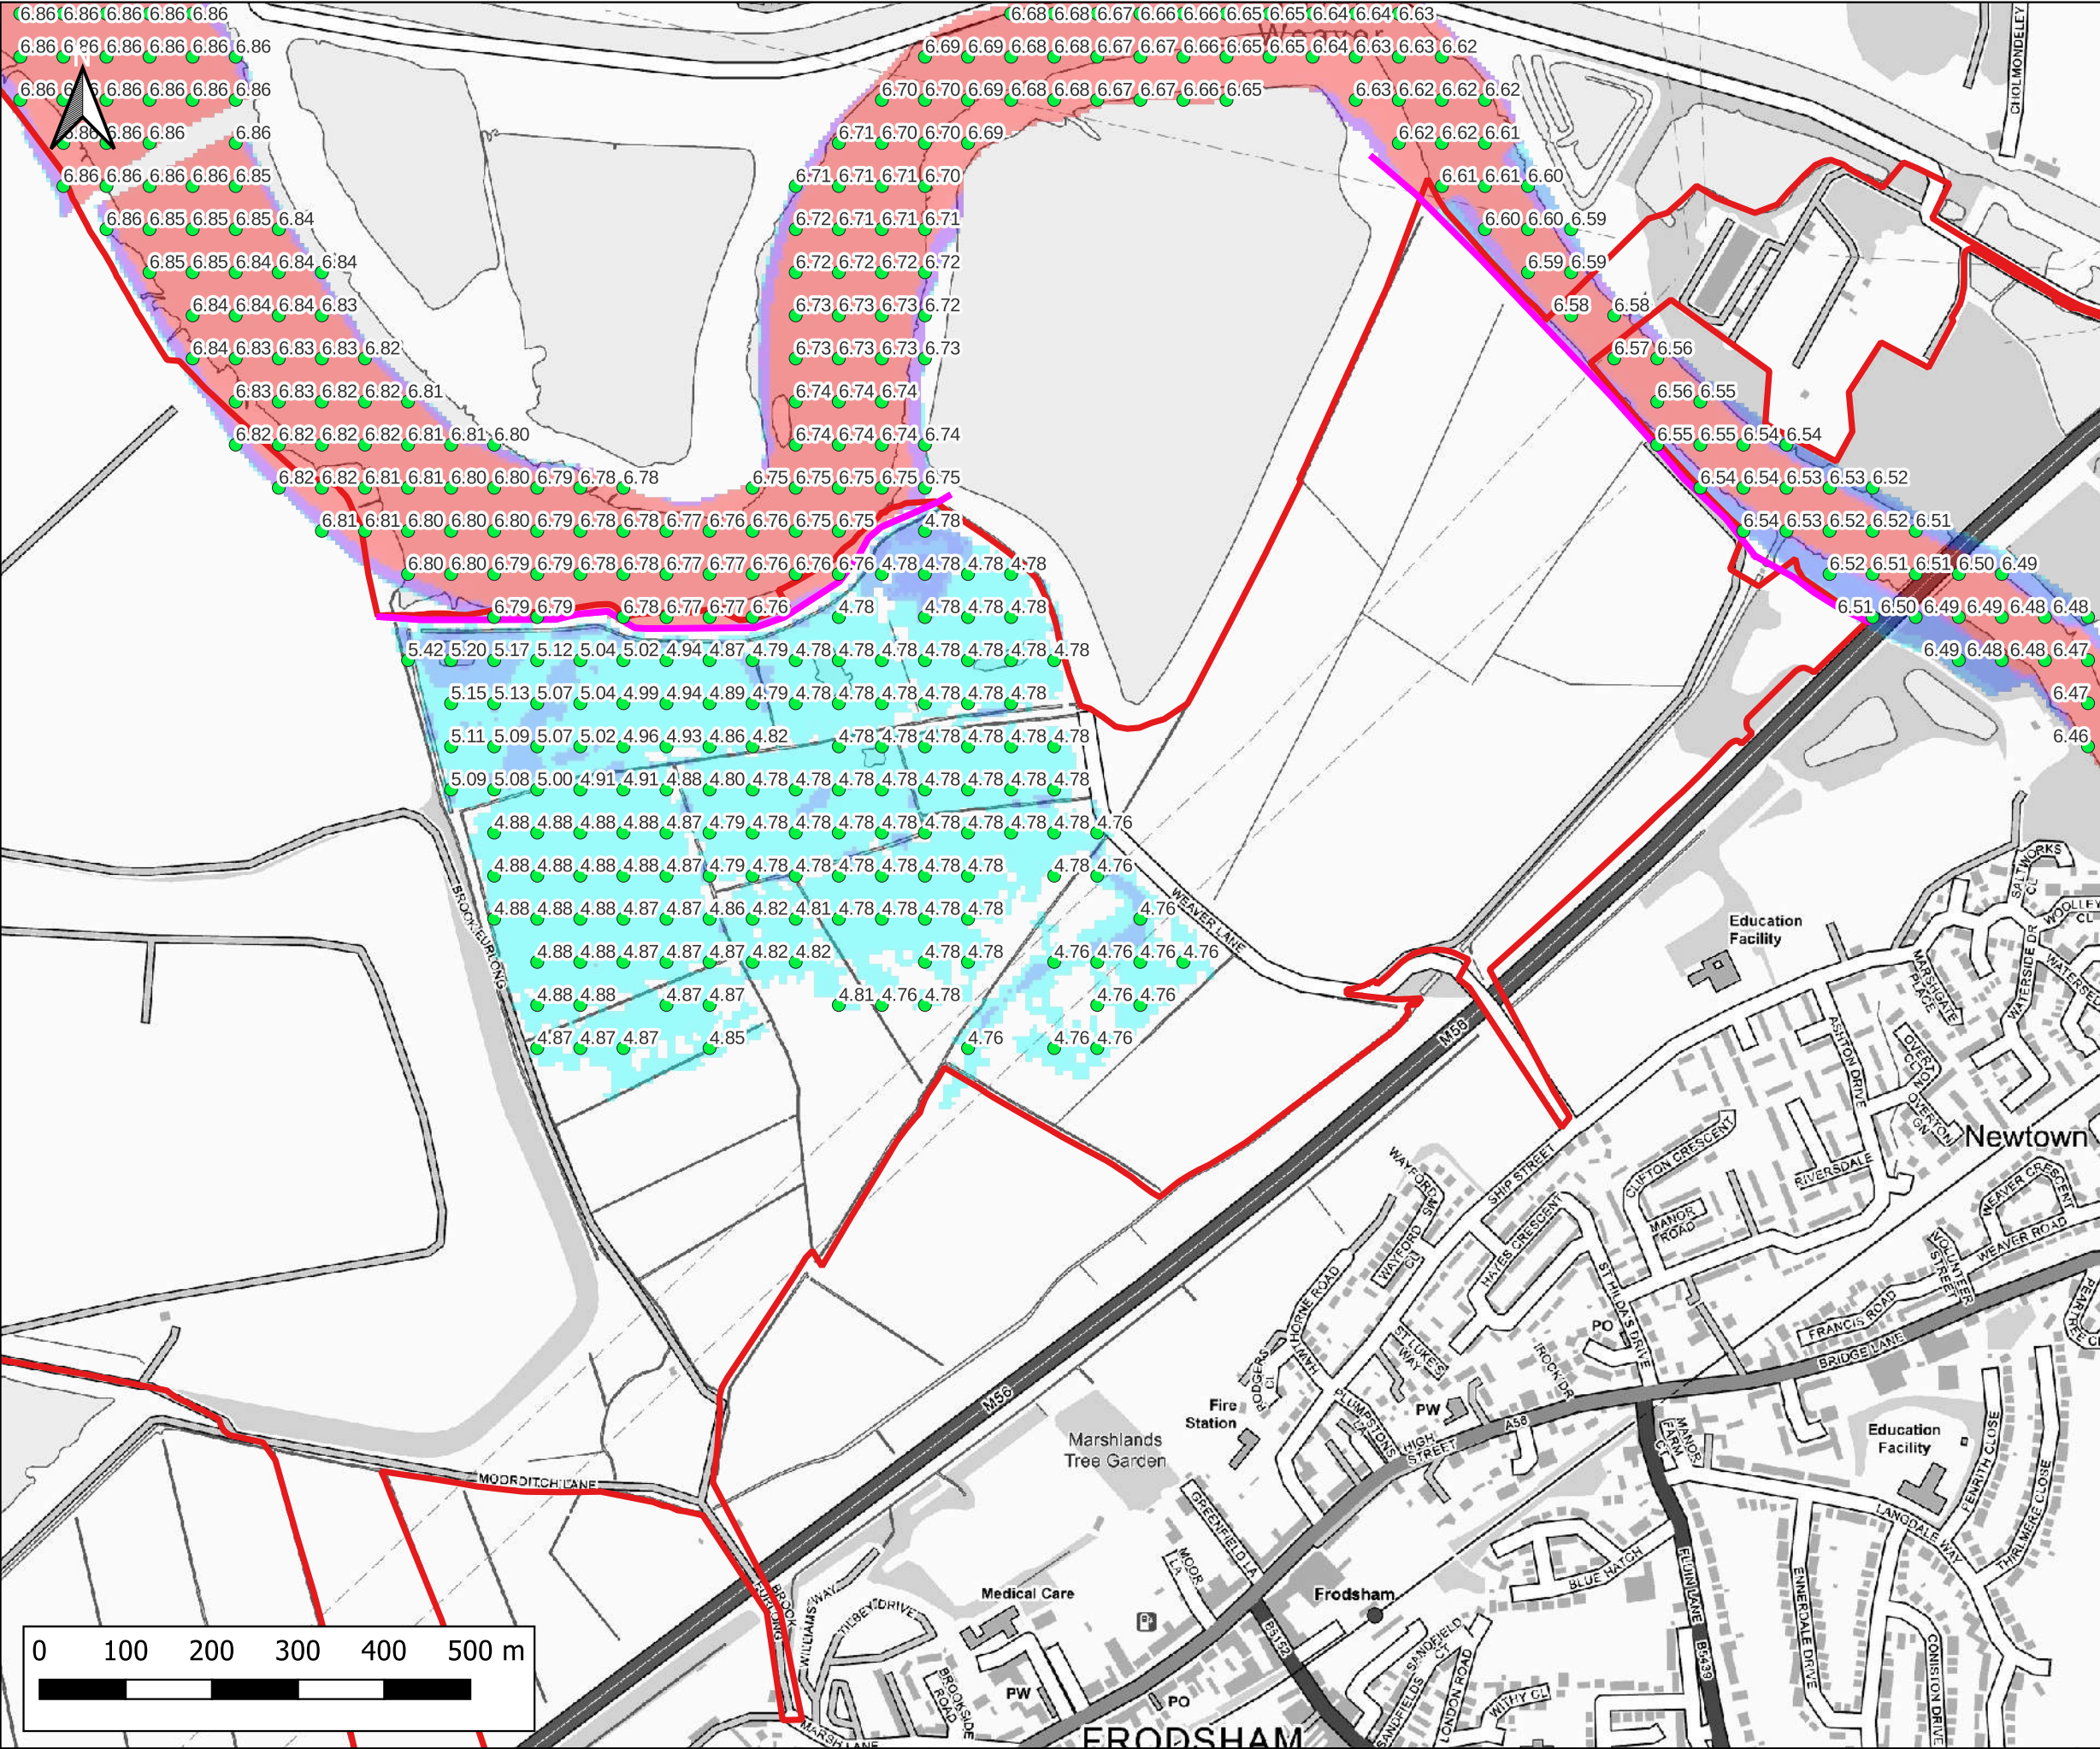 6.86 6.86 6.86 6.86 6.86 6.68 6.68 6.67 6.66 6.66 6.65 6.65 6.64 6.64 6.63
Weaver
6.86 6.86 6.86 6.86 6.86 6.86 6.69 6.69 6.68 6.68 6.67 6.67 6.66 6.65 6.65 6.64 6.63 6.63 6.62
N
CHOLMONDELEY
6.86 6.86 6.86 6.86 6.86 6.70 6.70 6.69 6.68 6.68 6.67 6.67 6.66 6.65 6.63 6.62 6.62 6.62
6.86 6.86 6.86 6.86 6.71 6.70 6.70 6.69 6.62 6.62 6.61
6.86 6.86 6.86 6.86 6.85 6.71 6.71 6.71 6.70 6.61 6.61 6.60
6.86 6.85 6.85 6.85 6.84 6.72 6.71 6.71 6.71 6.60 6.60 6.59
6.85 6.85 6.84 6.84 6.84 6.72 6.72 6.72 6.72 6.59 6.59
6.84 6.84 6.84 6.83 6.73 6.73 6.73 6.72 6.58 6.58
6.84 6.83 6.83 6.83 6.82 6.73 6.73 6.73 6.73 6.57 6.56
6.83 6.83 6.82 6.82 6.81 6.74 6.74 6.74 6.56 6.55
6.82 6.82 6.82 6.82 6.81 6.81 6.80 6.74 6.74 6.74 6.74 6.55 6.55 6.54 6.54
6.82 6.82 6.81 6.81 6.80 6.80 6.79 6.78 6.78 6.75 6.75 6.75 6.75 6.75 6.54 6.54 6.53 6.53 6.52
6.81 6.81 6.80 6.80 6.80 6.79 6.78 6.78 6.77 6.76 6.76 6.75 6.75 4.78 6.54 6.53 6.52 6.52 6.51
6.80 6.80 6.79 6.79 6.78 6.78 6.77 6.77 6.76 6.76 6.76 4.78 4.78 4.78 4.78 6.52 6.51 6.51 6.50 6.49
6.79 6.79 6.78 6.77 6.77 6.76 4.78 4.78 4.78 4.78 6.51 6.50 6.49 6.49 6.48 6.48
5.42 5.20 5.17 5.12 5.04 5.02 4.94 4.87 4.79 4.78 4.78 4.78 4.78 4.78 4.78 4.78 6.49 6.48 6.48 6.47
5.15 5.13 5.07 5.04 4.99 4.94 4.89 4.79 4.78 4.78 4.78 4.78 4.78 4.78 6.47
5.11 5.09 5.07 5.02 4.96 4.93 4.86 4.82 4.78 4.78 4.78 4.78 4.78 4.78 6.46
5.09 5.08 5.00 4.91 4.91 4.88 4.80 4.78 4.78 4.78 4.78 4.78 4.78 4.78 4.78
4.88 4.88 4.88 4.88 4.87 4.79 4.78 4.78 4.78 4.78 4.78 4.78 4.78 4.78 4.76
4.88 4.88 4.88 4.88 4.87 4.79 4.78 4.78 4.78 4.78 4.78 4.78 4.78 4.76
4.88 4.88 4.88 4.87 4.87 4.86 4.82 4.81 4.78 4.78 4.78 4.78 4.76
4.88 4.88 4.87 4.87 4.87 4.82 4.82 4.78 4.78 4.76 4.76 4.76 4.76
4.88 4.88 4.87 4.87 4.81 4.76 4.78 4.76 4.76
4.87 4.87 4.87 4.85 4.76 4.76 4.76
BROOK FURLONG
WEAVER LANE
M56
Education
Facility
SALTWORKS
CL
WOOLLEY
CL
WATERSIDE DR
MARSHGATE
PLACE
ASHTON DRIVE
OVERTON
GN
Newtown
RIVERSDALE
CLIFTON CRESCENT
MANOR
ROAD
WEAVER CRESCENT
WEAVER ROAD
VOLUNTEER
STREET
SHIP STREET
HAYES CRESCENT
WAYFORD
MS
WAYFORD
CL
ST HILDA'S DRIVE
FRANCIS ROAD
BRIDGE LANE
PO
HAWTHORNE ROAD
RODGERS
CL
ST LUKES
WAY
BROCK DR
PLUMPSTONS
LA
PW
HIGH
STREET
A56
Fire
Station
MANOR
FARM
CT
Education
Facility
PENRITH CLOSE
THIRLMERE CLOSE
LANGDALE WAY
M56
Marshlands
Tree Garden
MOORDITCH LANE
GREENFIELD LA
MOOR
LA
BLUE HATCH
FLUIN LANE
ENNERDALE DRIVE
CONISTON DRIVE
Frodsham
Medical Care
BROOK
FURLONG
WILLIAMS WAY
TILBEY DRIVE
B5152
B5439
SANDFIELD
CT
SANDFIELDS
LONDON ROAD
WITHY CL
BROOKSIDE
ROAD
PW
PO
MARSH LANE
FRODSHAM
0 100 200 300 400 500 m